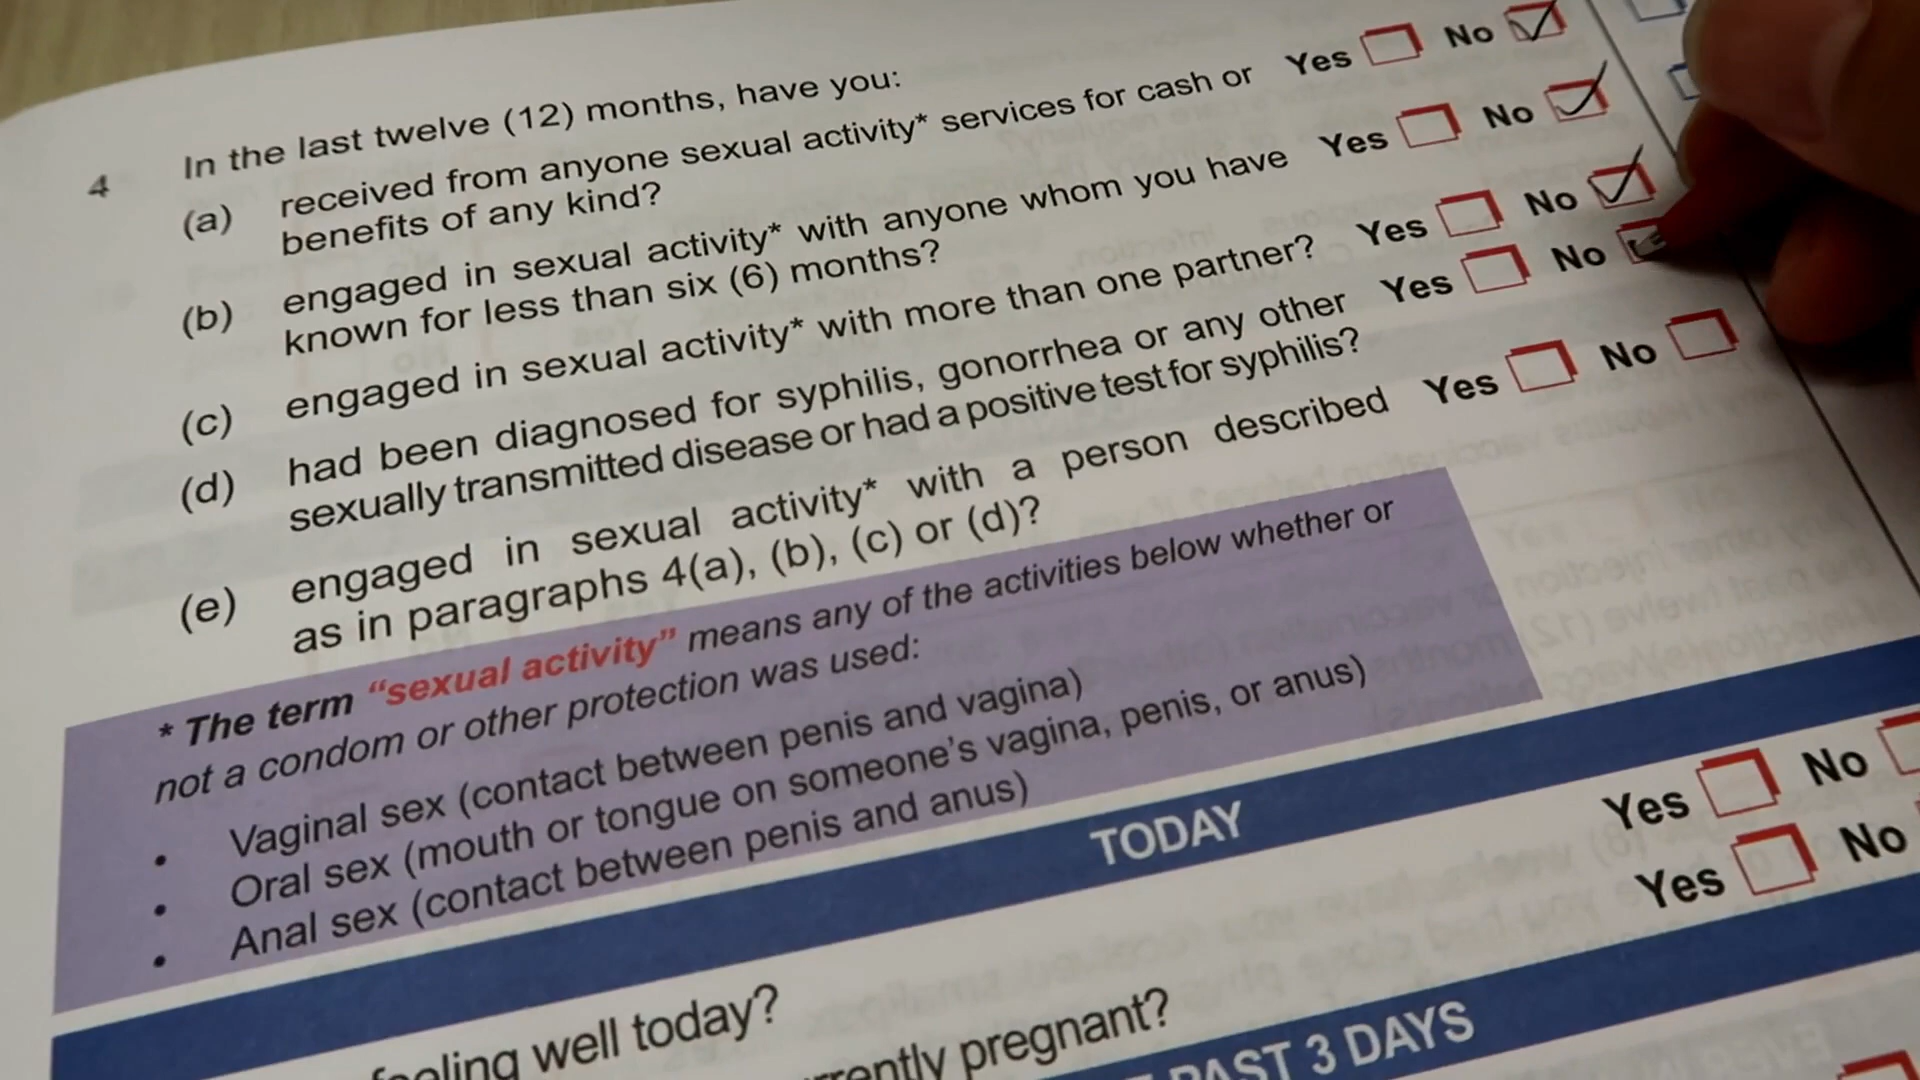 4 In the last twelve (12) months, have you:
(a) received from anyone sexual activity* services for cash or Yes No
benefits of any kind?
(b) engaged in sexual activity* with anyone whom you have Yes No
known for less than six (6) months?
(c) engaged in sexual activity* with more than one partner? Yes No
(d) had been diagnosed for syphilis, gonorrhea or any other Yes No
sexually transmitted disease or had a positive test for syphilis?
(e) engaged in sexual activity* with a person described Yes No
as in paragraphs 4(a), (b), (c) or (d)?
* The term “sexual activity” means any of the activities below whether or
not a condom or other protection was used:
• Vaginal sex (contact between penis and vagina)
• Oral sex (mouth or tongue on someone's vagina, penis, or anus)
• Anal sex (contact between penis and anus)
TODAY
well today? Yes No
pregnant? Yes No
PAST 3 DAYS